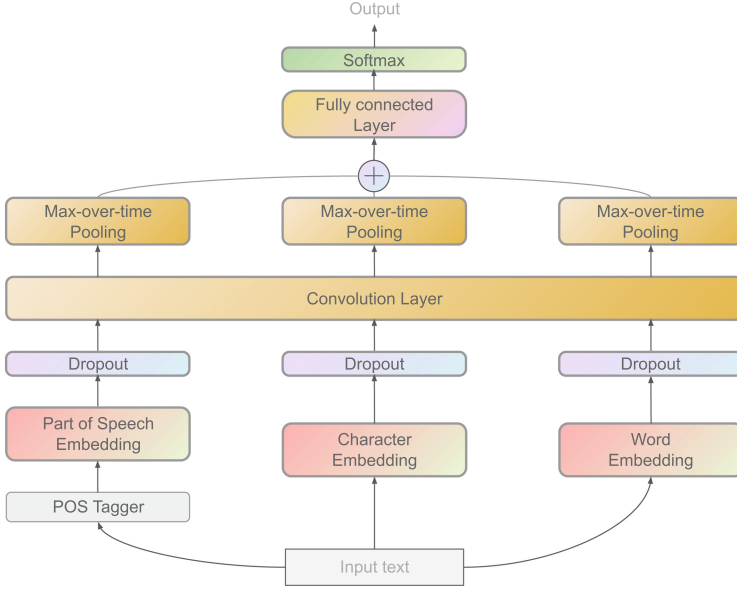 Output
Softmax
Fully connected
Layer
Max-over-time
Pooling
Max-over-time
Pooling
Max-over-time
Pooling
Convolution Layer
Dropout
Dropout
Dropout
Part of Speech
Embedding
Character
Embedding
Word
Embedding
POS Tagger
Input text